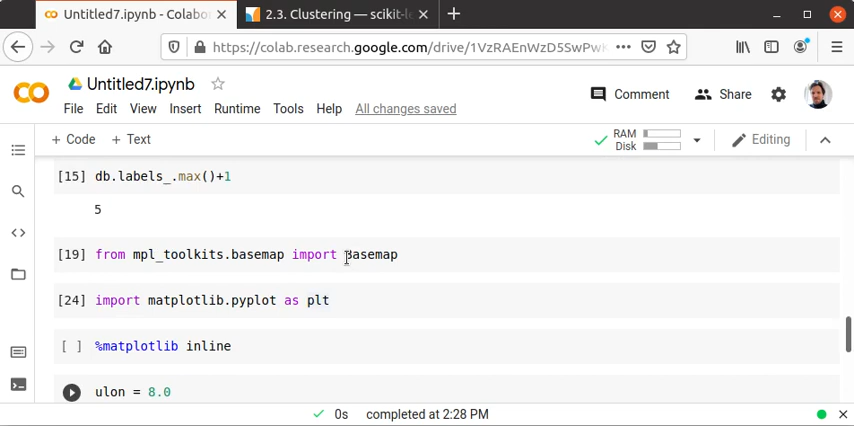 Untitled7.ipynb - Colabor
2.3. Clustering — scikit-le
https://colab.research.google.com/drive/1VzRAEnWzD5SwPwK
Untitled7.ipynb
Comment
Share
File Edit View Insert Runtime Tools Help All changes saved
+ Code + Text
RAM
Disk
Editing
[15] db.labels_.max()+1
5
[19] from mpl_toolkits.basemap import Basemap
[24] import matplotlib.pyplot as plt
[ ] %matplotlib inline
ulon = 8.0
0s completed at 2:28 PM